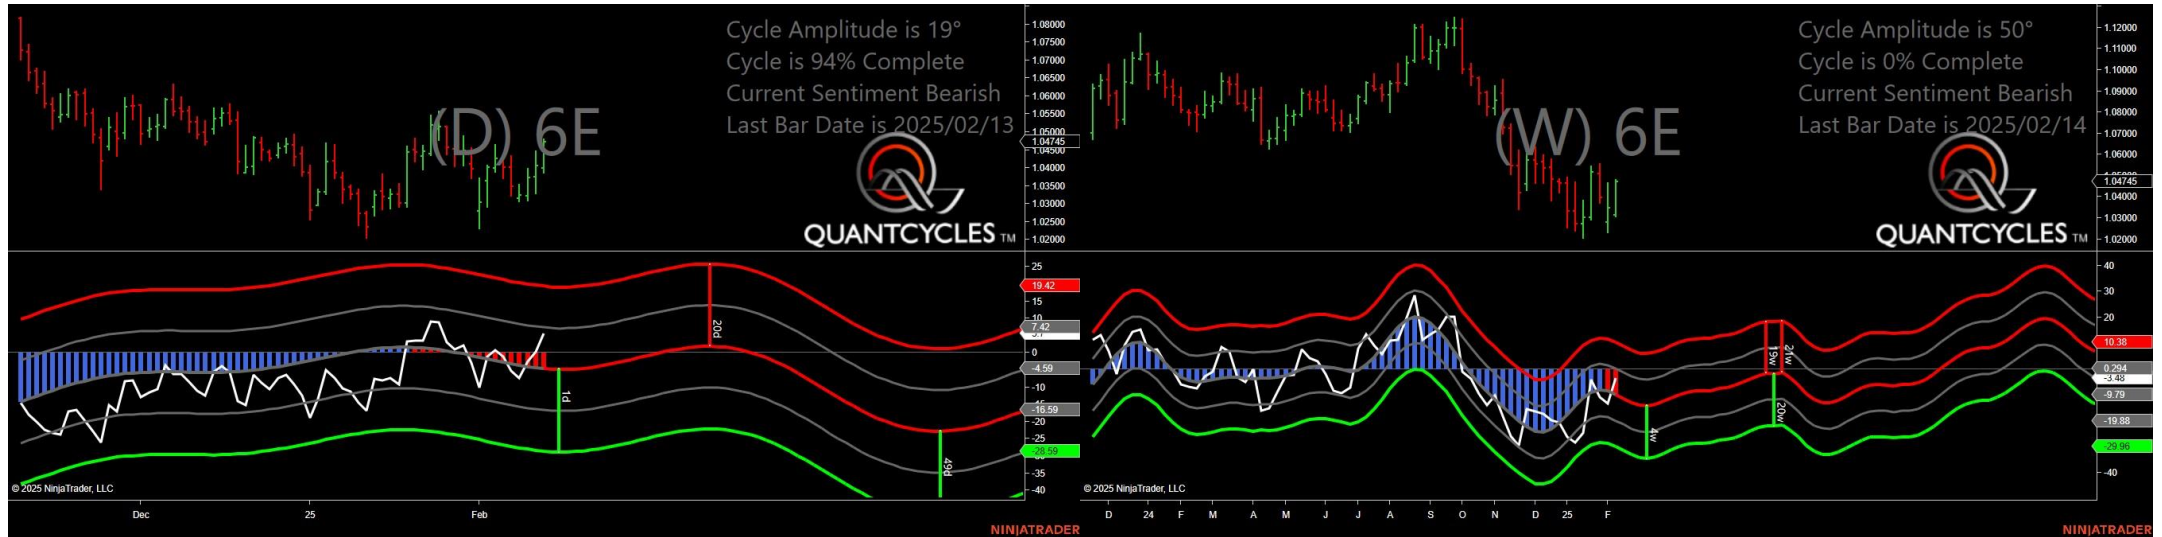 Cycle Amplitude is 19°
Cycle is 94% Complete
Current Sentiment Bearish
Last Bar Date is 2025/02/13
(D) 6E
QUANTCYCLES TM
1.08000
1.07500
1.07000
1.06500
1.06000
1.05500
1.05000
1.04745
1.04500
1.04000
1.03500
1.03000
1.02500
1.02000
25
19.42
15
10
7.42
0
-4.59
-10
-16.59
-20
-25
-28.59
-35
-40
20d
1d
49d
© 2025 NinjaTrader, LLC
Dec
25
Feb
NINJATRADER
Cycle Amplitude is 50°
Cycle is 0% Complete
Current Sentiment Bearish
Last Bar Date is 2025/02/14
(W) 6E
QUANTCYCLES TM
1.12000
1.11000
1.10000
1.09000
1.08000
1.07000
1.06000
1.04745
1.04000
1.03000
1.02000
40
30
20
10.38
0.294
-3.48
-9.79
-19.88
-29.96
-40
19w
21w
20w
4w
© 2025 NinjaTrader, LLC
D 24 F M A M J J A S O N D 25 F
NINJATRADER